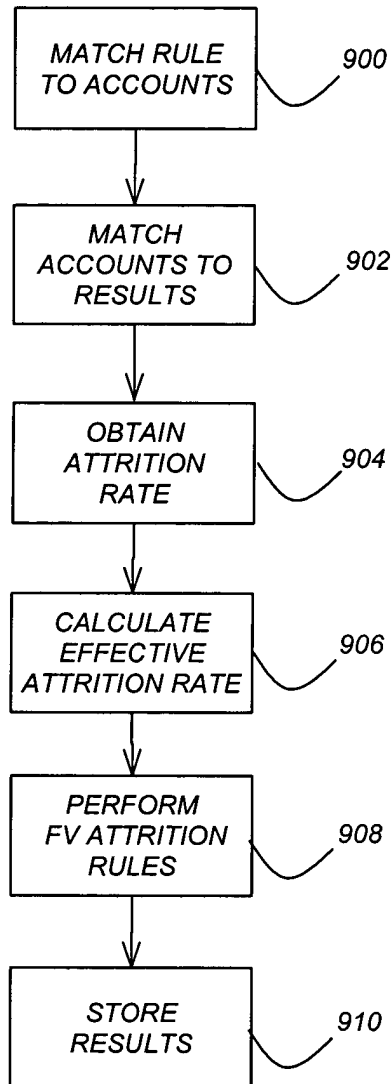 MATCH RULE
TO ACCOUNTS
900
MATCH
ACCOUNTS TO
RESULTS
902
OBTAIN
ATTRITION
RATE
904
CALCULATE
EFFECTIVE
ATTRITION RATE
906
PERFORM
FV ATTRITION
RULES
908
STORE
RESULTS
910